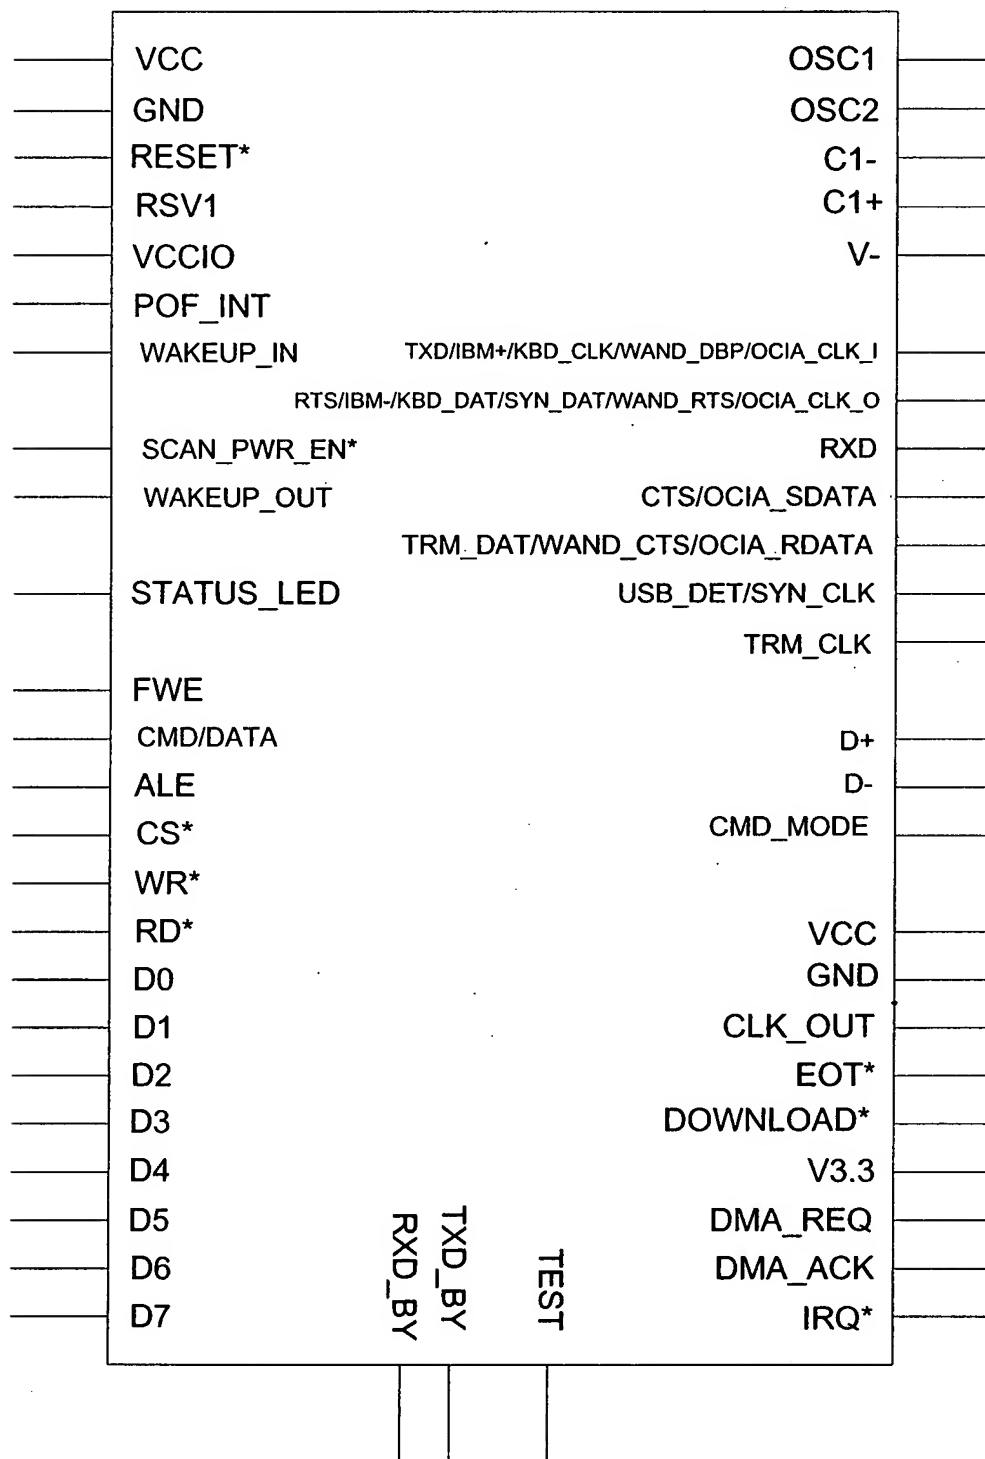 VCC
OSC1
GND
OSC2
RESET*
C1-
RSV1
C1+
VCCIO
V-
POF_INT
WAKEUP_IN
TXD/IBM+/KBD_CLK/WAND_DBP/OCIA_CLK_I
RTS/IBM-/KBD_DAT/SYN_DAT/WAND_RTS/OCIA_CLK_O
SCAN_PWR_EN*
RXD
WAKEUP_OUT
CTS/OCIA_SDATA
TRM_DAT/WAND_CTS/OCIA_RDATA
STATUS_LED
USB_DET/SYN_CLK
TRM_CLK
FWE
CMD/DATA
D+
ALE
D-
CS*
CMD_MODE
WR*
RD*
VCC
D0
GND
D1
CLK_OUT
D2
EOT*
D3
DOWNLOAD*
D4
V3.3
D5
DMA_REQ
D6
DMA_ACK
D7
IRQ*
RXD_BY
TXD_BY
TEST